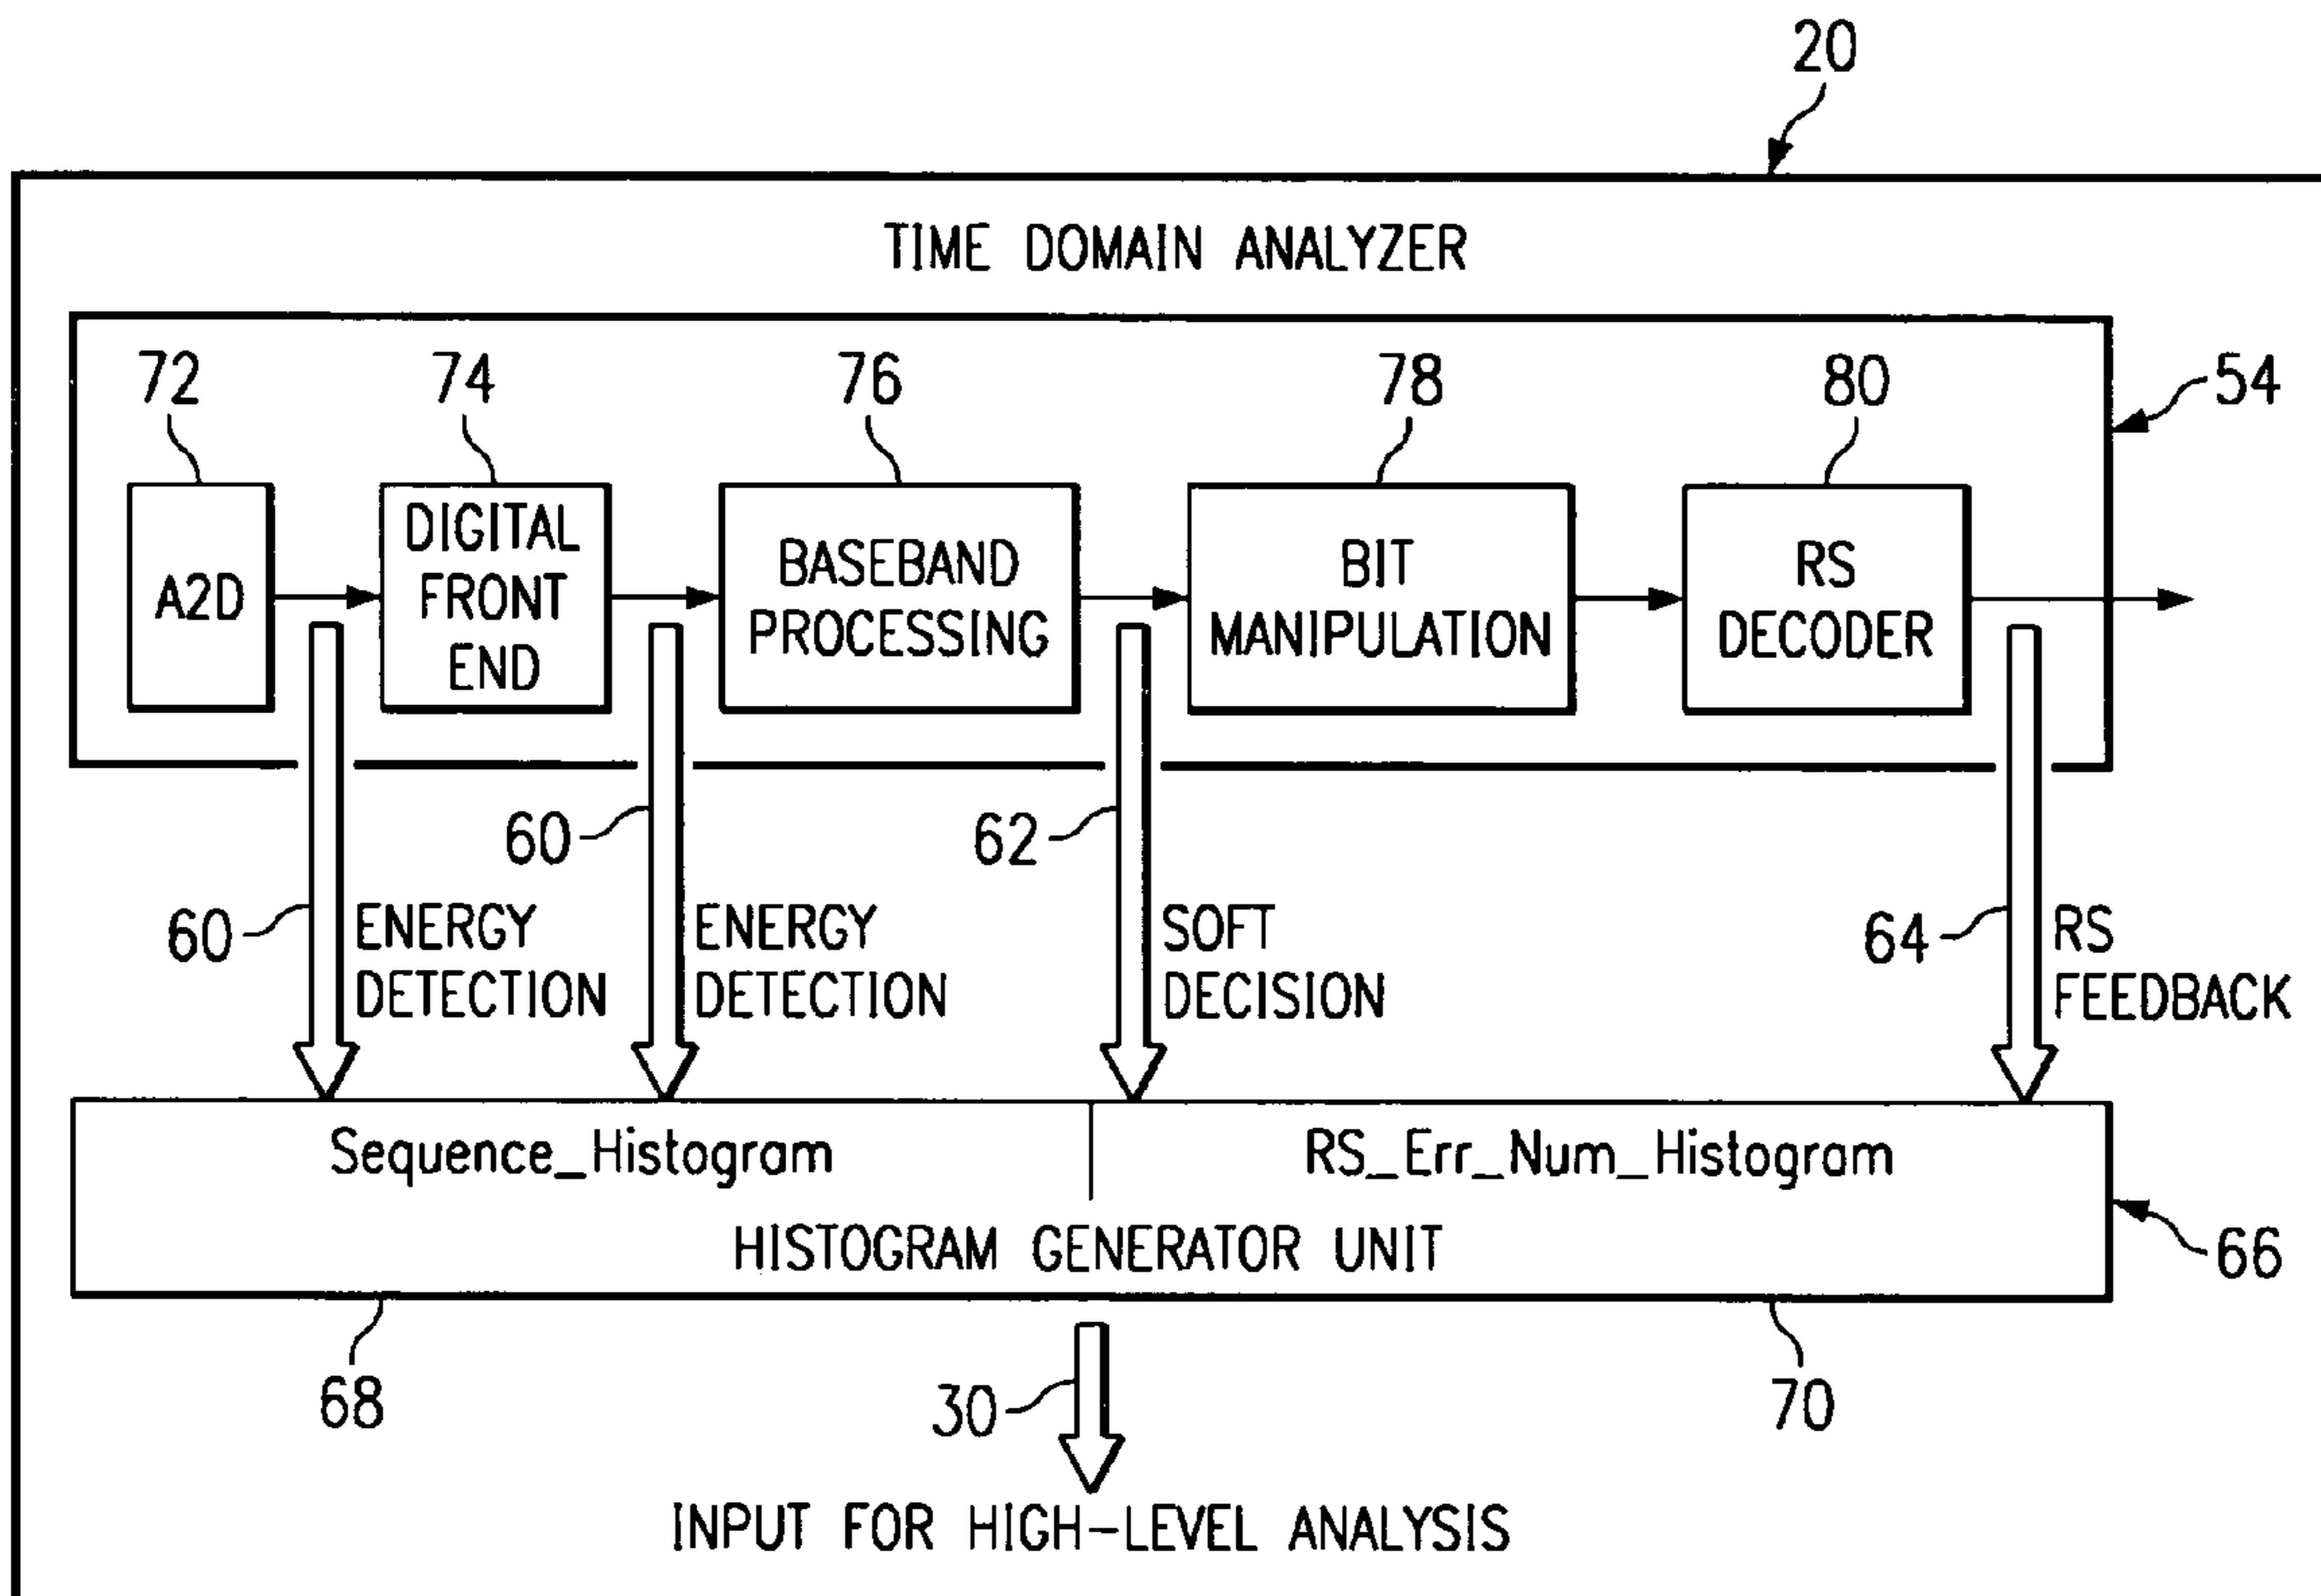 20
TIME DOMAIN ANALYZER
72
74
76
78
80
54
A2D
DIGITAL
FRONT
END
BASEBAND
PROCESSING
BIT
MANIPULATION
RS
DECODER
60
60
62
64
ENERGY
DETECTION
ENERGY
DETECTION
SOFT
DECISION
RS
FEEDBACK
Sequence_Histogram
RS_Err_Num_Histogram
HISTOGRAM GENERATOR UNIT
66
68
30
70
INPUT FOR HIGH-LEVEL ANALYSIS